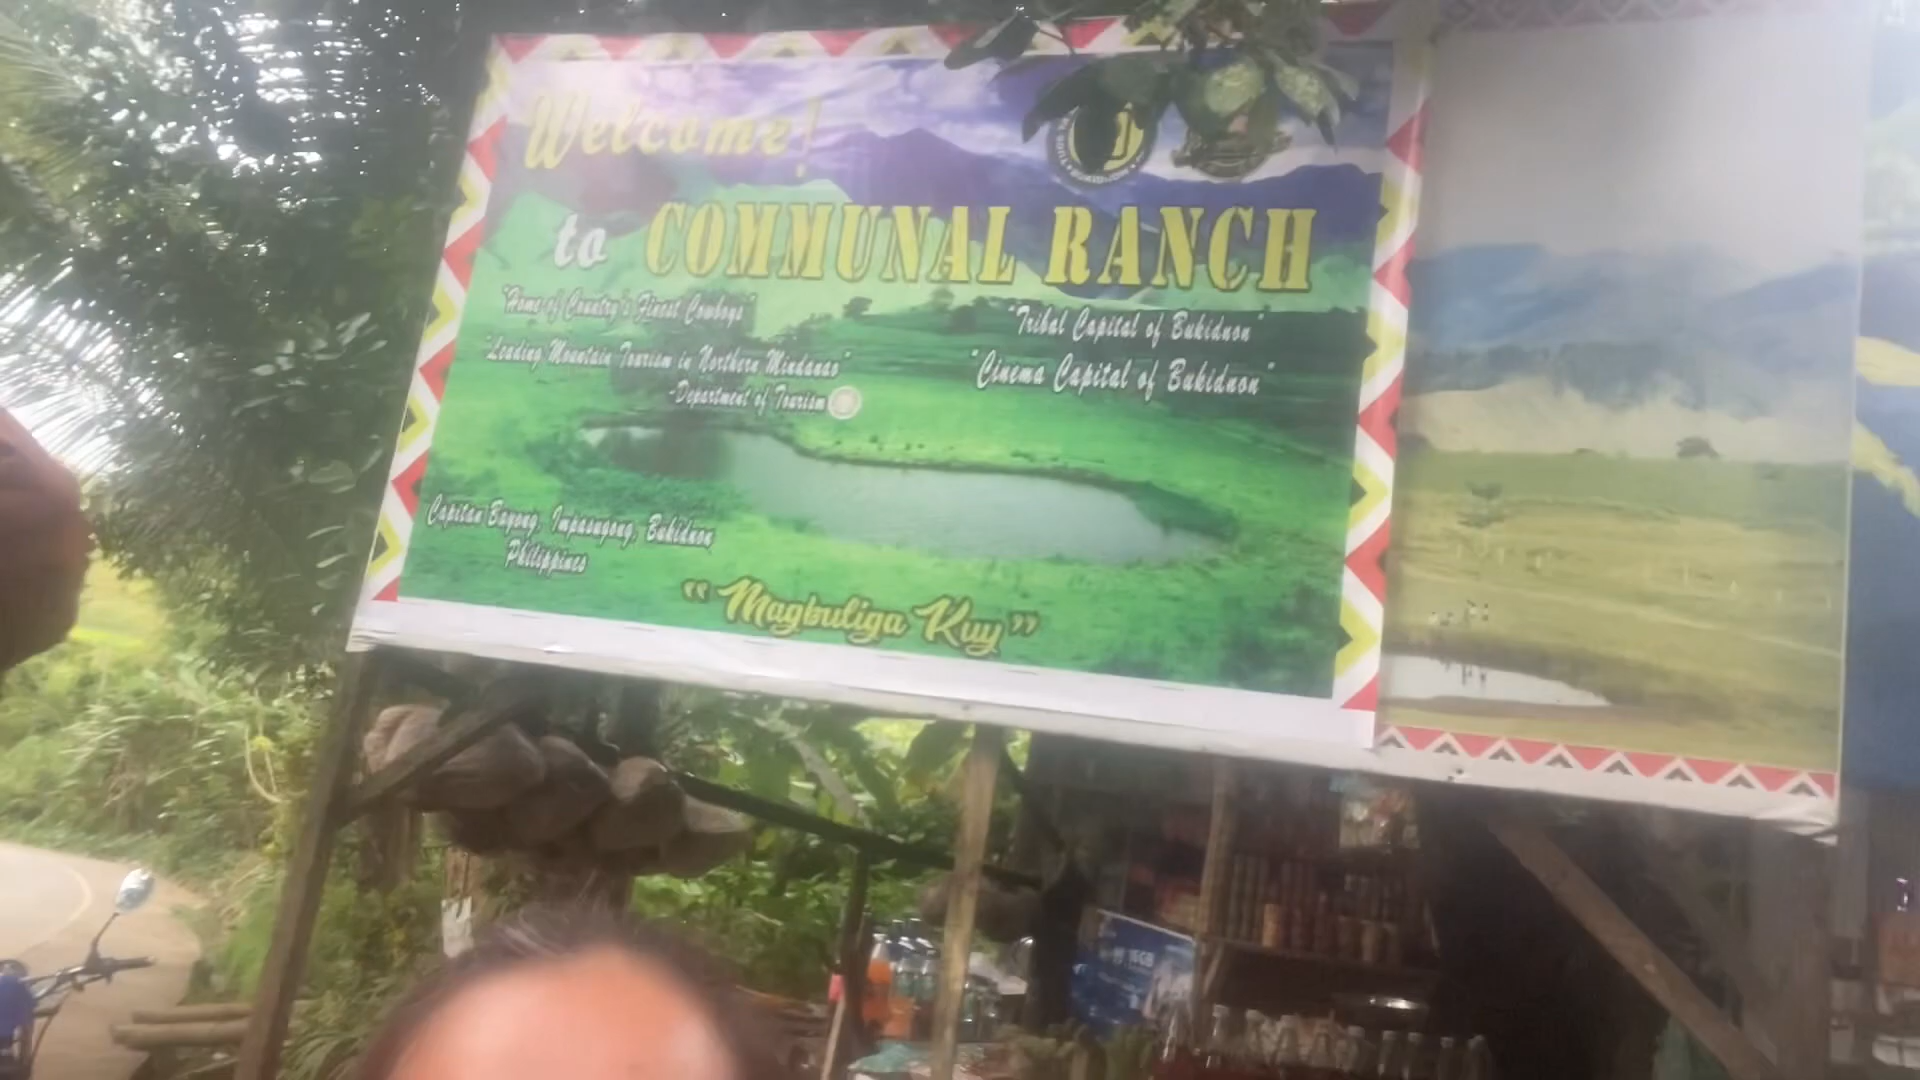 Welcome!
to COMMUNAL RANCH
"Home of Country's Finest Cowboys"
"Leading Mountain Tourism in Northern Mindanao"
-Department of Tourism
"Tribal Capital of Bukidnon"
"Cinema Capital of Bukidnon"
Capitan Bayong, Impasugong, Bukidnon
Philippines
"Magbuliga Kuy"